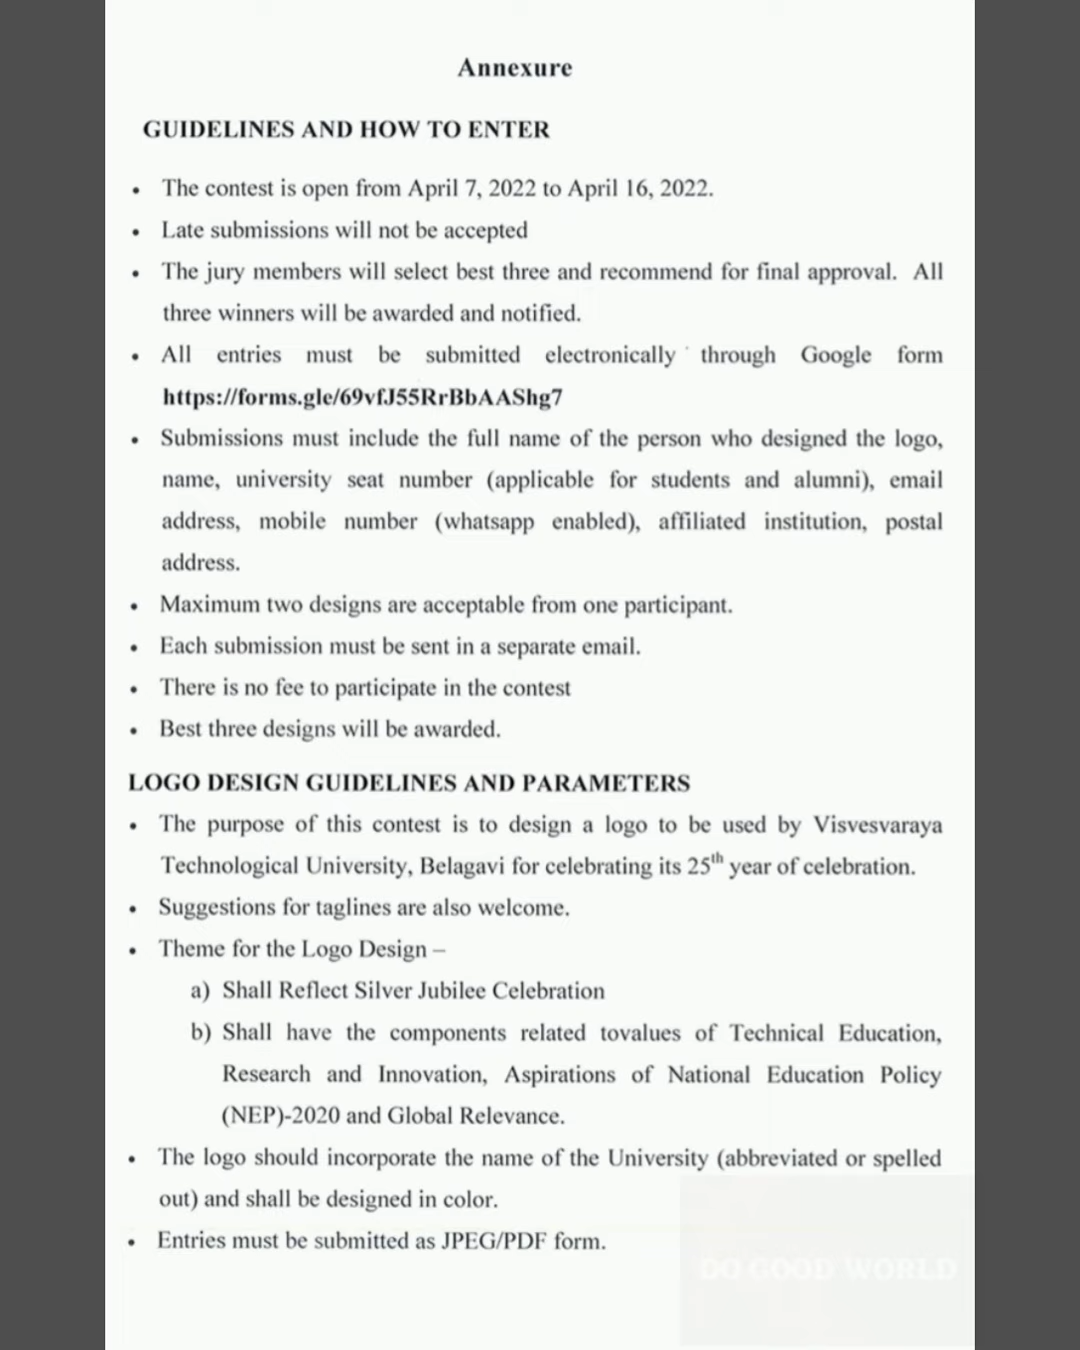 Annexure
GUIDELINES AND HOW TO ENTER
• The contest is open from April 7, 2022 to April 16, 2022.
• Late submissions will not be accepted
• The jury members will select best three and recommend for final approval. All
three winners will be awarded and notified.
• All entries must be submitted electronically through Google form
https://forms.gle/69vfJ55RrBbAAShg7
• Submissions must include the full name of the person who designed the logo,
name, university seat number (applicable for students and alumni), email
address, mobile number (whatsapp enabled), affiliated institution, postal
address.
• Maximum two designs are acceptable from one participant.
• Each submission must be sent in a separate email.
• There is no fee to participate in the contest
• Best three designs will be awarded.
LOGO DESIGN GUIDELINES AND PARAMETERS
• The purpose of this contest is to design a logo to be used by Visvesvaraya
Technological University, Belagavi for celebrating its 25th year of celebration.
• Suggestions for taglines are also welcome.
• Theme for the Logo Design –
a) Shall Reflect Silver Jubilee Celebration
b) Shall have the components related tovalues of Technical Education,
Research and Innovation, Aspirations of National Education Policy
(NEP)-2020 and Global Relevance.
• The logo should incorporate the name of the University (abbreviated or spelled
out) and shall be designed in color.
• Entries must be submitted as JPEG/PDF form.
DO GOOD WORLD